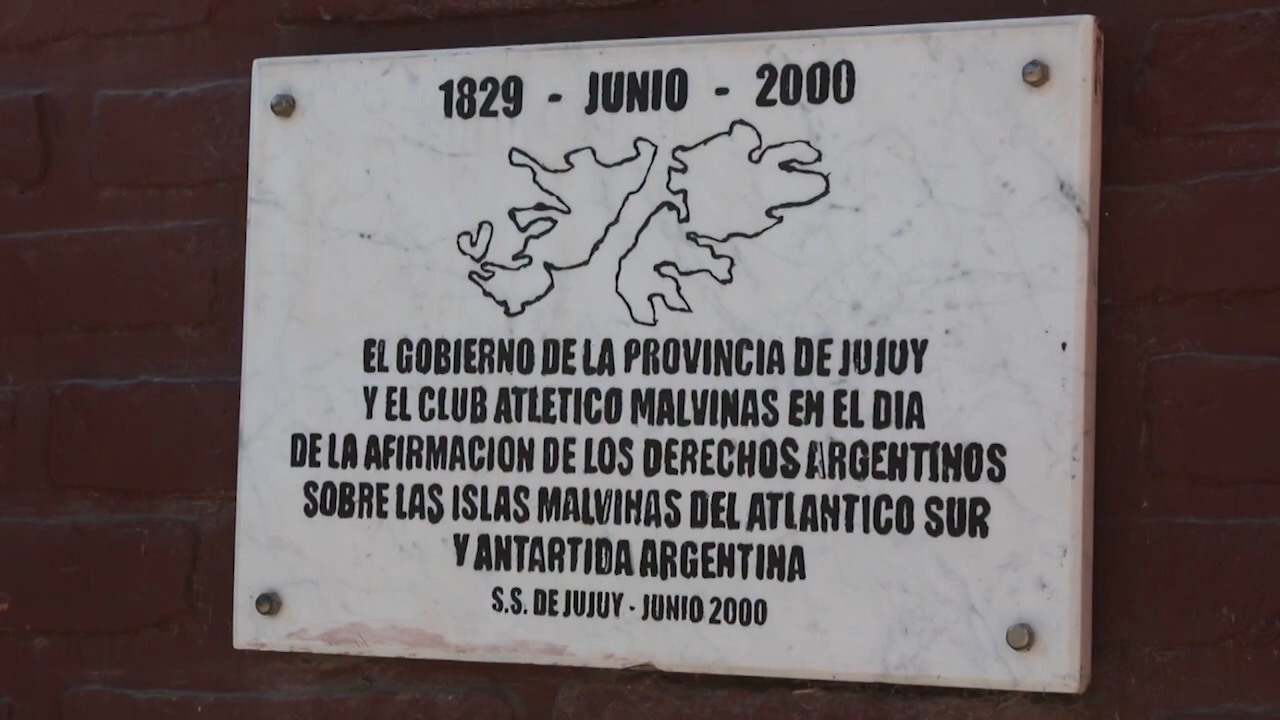 1829 - JUNIO - 2000
EL GOBIERNO DE LA PROVINCIA DE JUJUY
Y EL CLUB ATLETICO MALVINAS EN EL DIA
DE LA AFIRMACION DE LOS DERECHOS ARGENTINOS
SOBRE LAS ISLAS MALVINAS DEL ATLANTICO SUR
Y ANTARTIDA ARGENTINA
S.S. DE JUJUY - JUNIO 2000